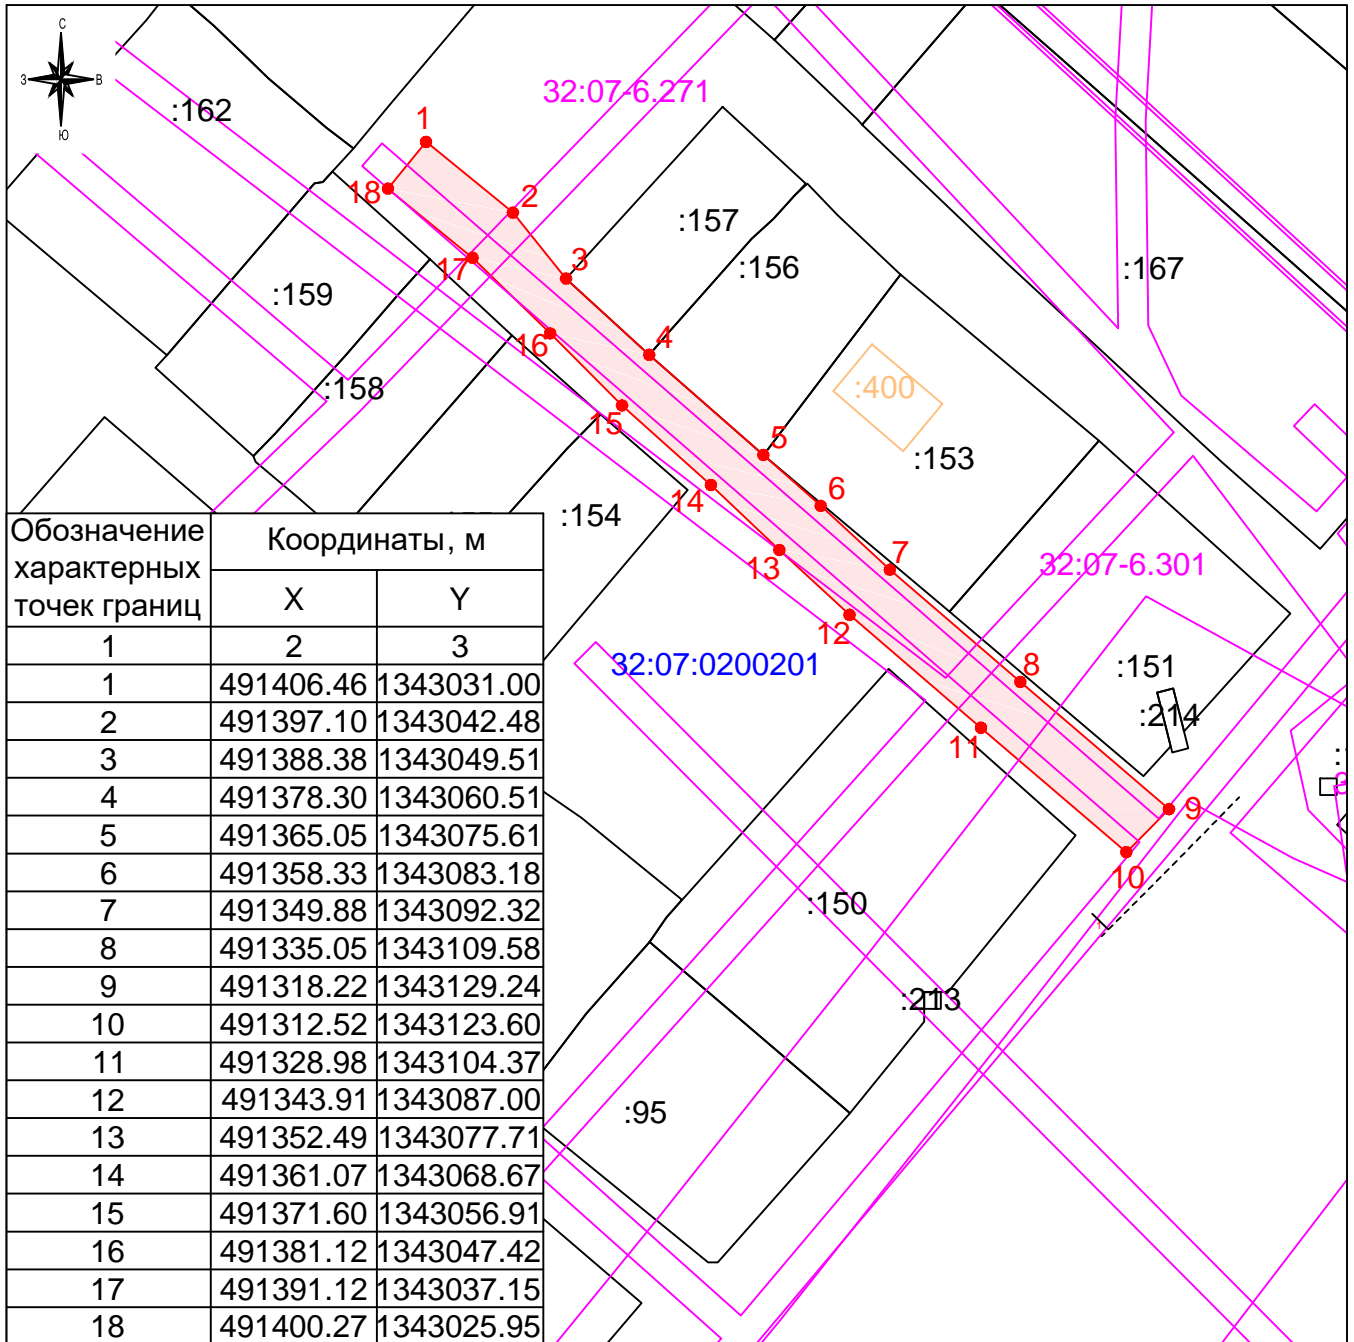 С
З
В
Ю
:162
32:07-6.271
1
18
2
:157
3
:156
:167
17
:159
4
16
:158
:400
15
5
:153
14
6
:154
13
7
32:07-6.301
12
32:07:0200201
8
:151
:214
11
9
10
:150
:213
:95
Обозначение характерных точек границ
Координаты, м
X Y
1 2 3
1 491406.46 1343031.00
2 491397.10 1343042.48
3 491388.38 1343049.51
4 491378.30 1343060.51
5 491365.05 1343075.61
6 491358.33 1343083.18
7 491349.88 1343092.32
8 491335.05 1343109.58
9 491318.22 1343129.24
10 491312.52 1343123.60
11 491328.98 1343104.37
12 491343.91 1343087.00
13 491352.49 1343077.71
14 491361.07 1343068.67
15 491371.60 1343056.91
16 491381.12 1343047.42
17 491391.12 1343037.15
18 491400.27 1343025.95